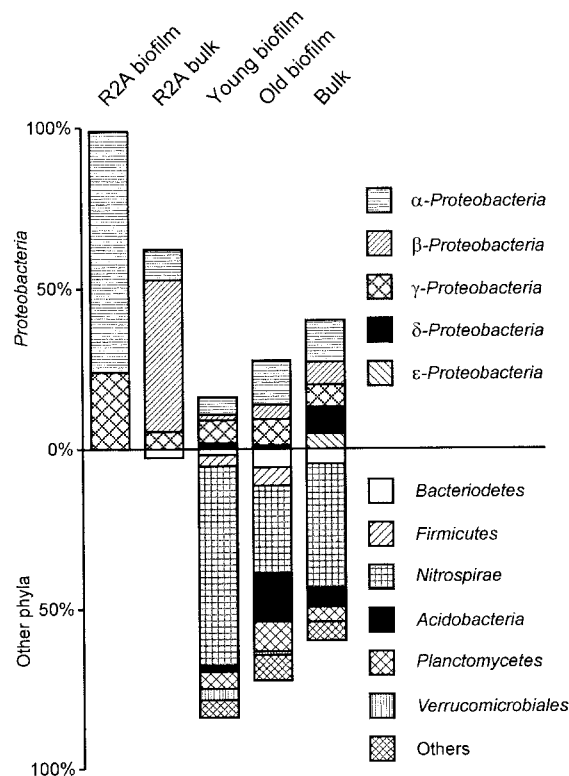 R2A biofilm
R2A bulk
Young biofilm
Old biofilm
Bulk
100%
50%
0%
50%
100%
Proteobacteria
Other phyla
α-Proteobacteria
β-Proteobacteria
γ-Proteobacteria
δ-Proteobacteria
ε-Proteobacteria
Bacteriodetes
Firmicutes
Nitrospirae
Acidobacteria
Planctomycetes
Verrucomicrobiales
Others